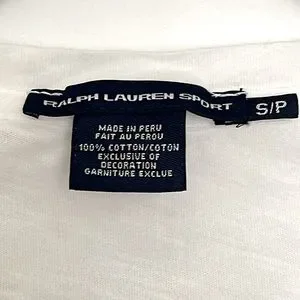 RALPH LAUREN SPORT
S/P
MADE IN PERU
FAIT AU PEROU
100% COTTON/COTON
EXCLUSIVE OF
DECORATION
GARNITURE EXCLUE